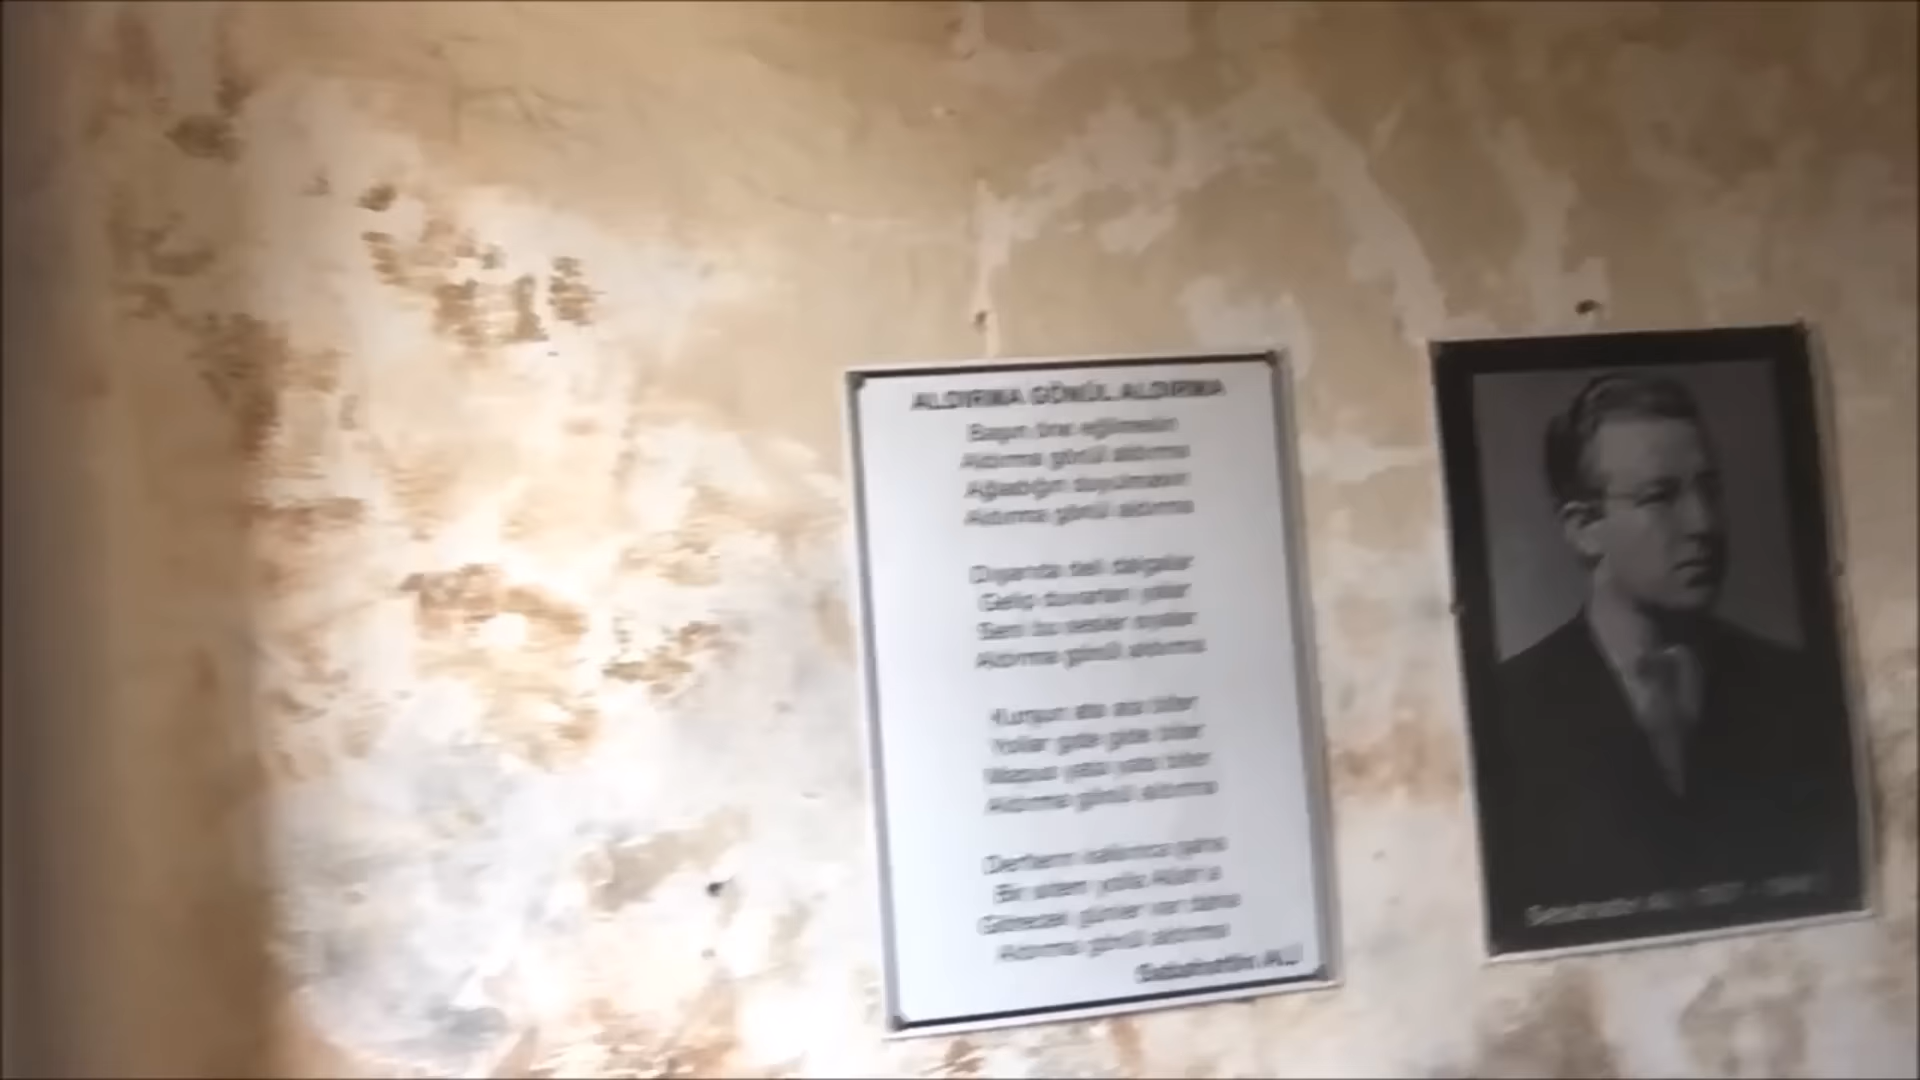 ALDIRMA GÖNÜL ALDIRMA
Başın öne eğilmesin
Aldırma gönül aldırma
Ağladığın duyulmasın
Aldırma gönül aldırma
Dışarıda deli dalgalar
Gelip duvarları yalar
Seni bu sesler oyalar
Aldırma gönül aldırma
Kurşun ata ata biter
Yollar gide gide biter
Mapus yata yata biter
Aldırma gönül aldırma
Dertlerin kalkınca şaha
Bir sitem yolla Allah'a
Görecek günler var daha
Aldırma gönül aldırma
Sabahattin ALİ
Sabahattin ALİ